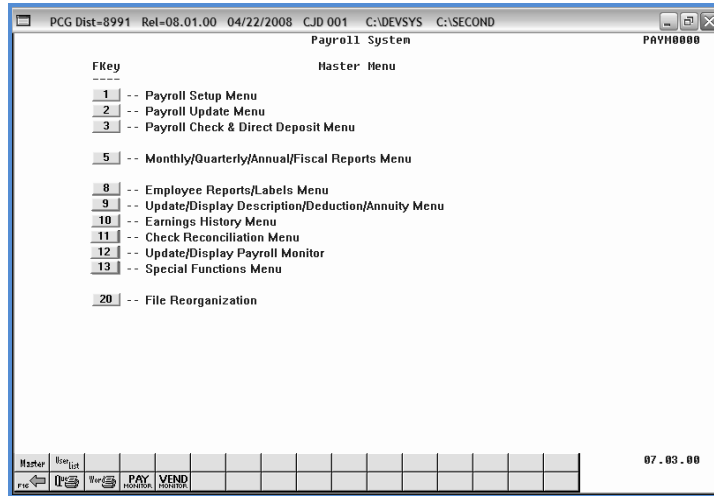 PCG Dist=8991 Rel=08.01.00 04/22/2008 CJD 001 C:\DEVSYS C:\SECOND
Payroll System PAYM0000
FKey Master Menu
----
1 -- Payroll Setup Menu
2 -- Payroll Update Menu
3 -- Payroll Check & Direct Deposit Menu
5 -- Monthly/Quarterly/Annual/Fiscal Reports Menu
8 -- Employee Reports/Labels Menu
9 -- Update/Display Description/Deduction/Annuity Menu
10 -- Earnings History Menu
11 -- Check Reconciliation Menu
12 -- Update/Display Payroll Monitor
13 -- Special Functions Menu
20 -- File Reorganization
Master User List 07.03.00
F16 Que Word PAY MONITOR VEND MONITOR